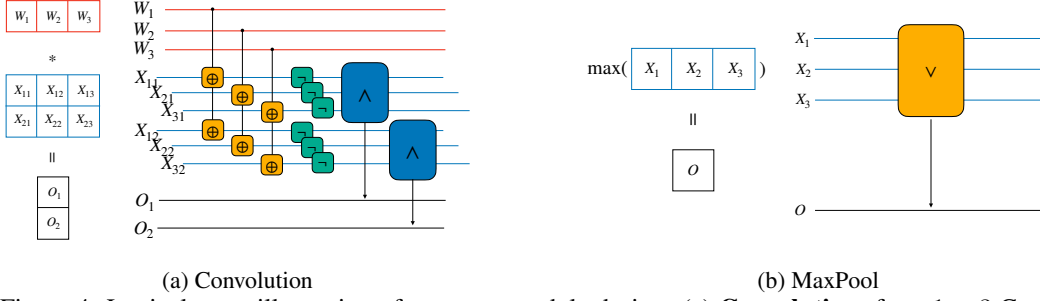 W1 W2 W3
*
X11 X12 X13
X21 X22 X23
=
O1
O2
W1
W2
W3
X11
X21
X31
X12
X22
X32
O1
O2
⊕ ⊕ ⊕
⊕ ⊕ ⊕
¬ ¬ ¬
¬ ¬ ¬
∧
∧
(a) Convolution
max( X1 X2 X3 )
=
O
X1
X2
X3
O
∨
(b) MaxPool